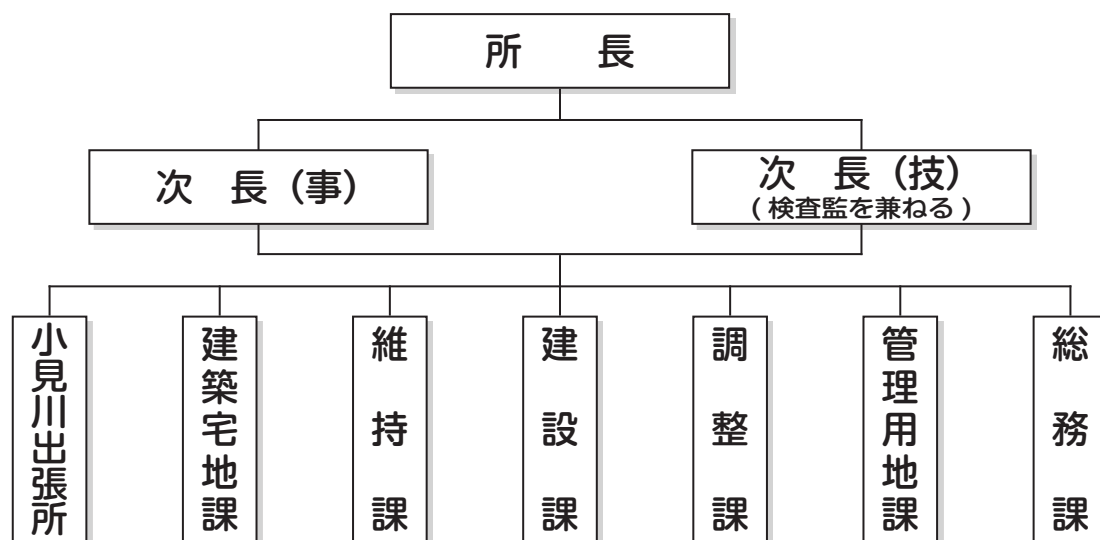 所　長
次　長（事）
次　長（技）
（検査監を兼ねる）
小見川出張所
建築宅地課
維持課
建設課
調整課
管理用地課
総務課